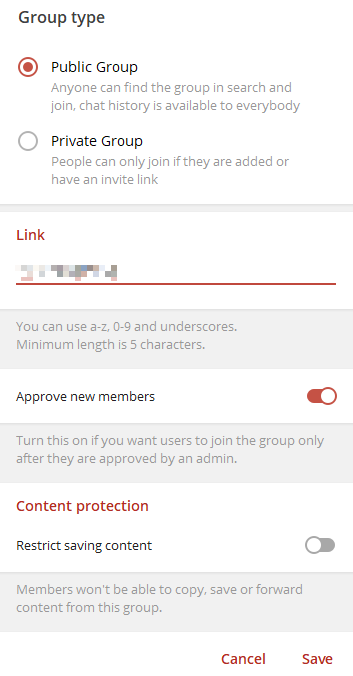 Group type
Public Group
Anyone can find the group in search and
join, chat history is available to everybody
Private Group
People can only join if they are added or
have an invite link
Link
You can use a-z, 0-9 and underscores.
Minimum length is 5 characters.
Approve new members
Turn this on if you want users to join the group only
after they are approved by an admin.
Content protection
Restrict saving content
Members won't be able to copy, save or forward
content from this group.
Cancel Save